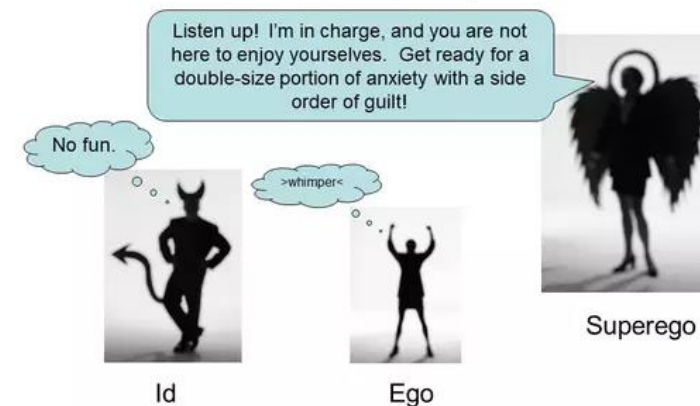 Listen up! I'm in charge, and you are not
here to enjoy yourselves. Get ready for a
double-size portion of anxiety with a side
order of guilt!
No fun.
>whimper<
Superego
Id
Ego